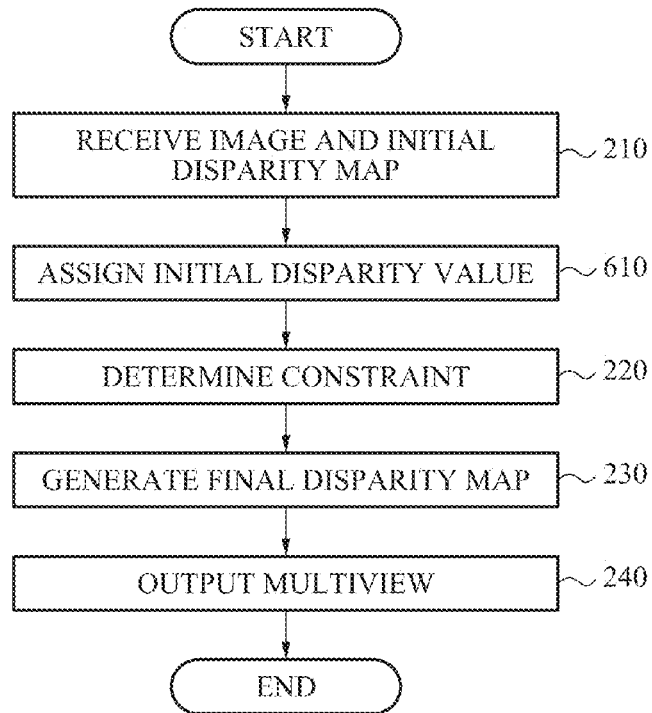 START
RECEIVE IMAGE AND INITIAL
DISPARITY MAP
210
ASSIGN INITIAL DISPARITY VALUE
610
DETERMINE CONSTRAINT
220
GENERATE FINAL DISPARITY MAP
230
OUTPUT MULTIVIEW
240
END